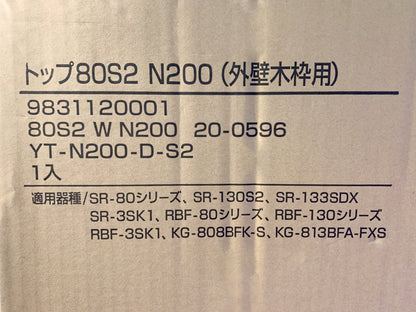 トップ80S2 N200（外壁木枠用）
9831120001
80S2 W N200 20-0596
YT-N200-D-S2
1入
適用器種/SR-80シリーズ、SR-130S2、SR-133SDX
SR-3SK1、RBF-80シリーズ、RBF-130シリーズ
RBF-3SK1、KG-808BFK-S、KG-813BFA-FXS